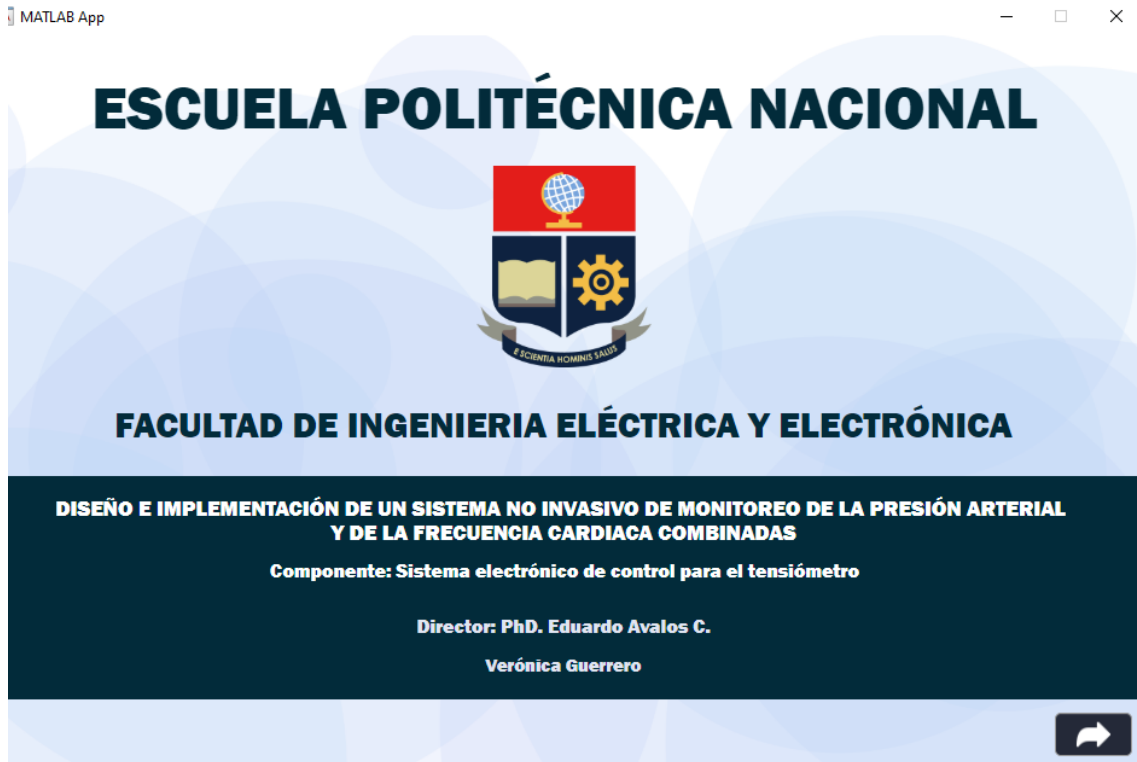 MATLAB App
ESCUELA POLITÉCNICA NACIONAL
E SCIENTIA HOMINIS SALUS
FACULTAD DE INGENIERIA ELÉCTRICA Y ELECTRÓNICA
DISEÑO E IMPLEMENTACIÓN DE UN SISTEMA NO INVASIVO DE MONITOREO DE LA PRESIÓN ARTERIAL
Y DE LA FRECUENCIA CARDIACA COMBINADAS
Componente: Sistema electrónico de control para el tensiómetro
Director: PhD. Eduardo Avalos C.
Verónica Guerrero